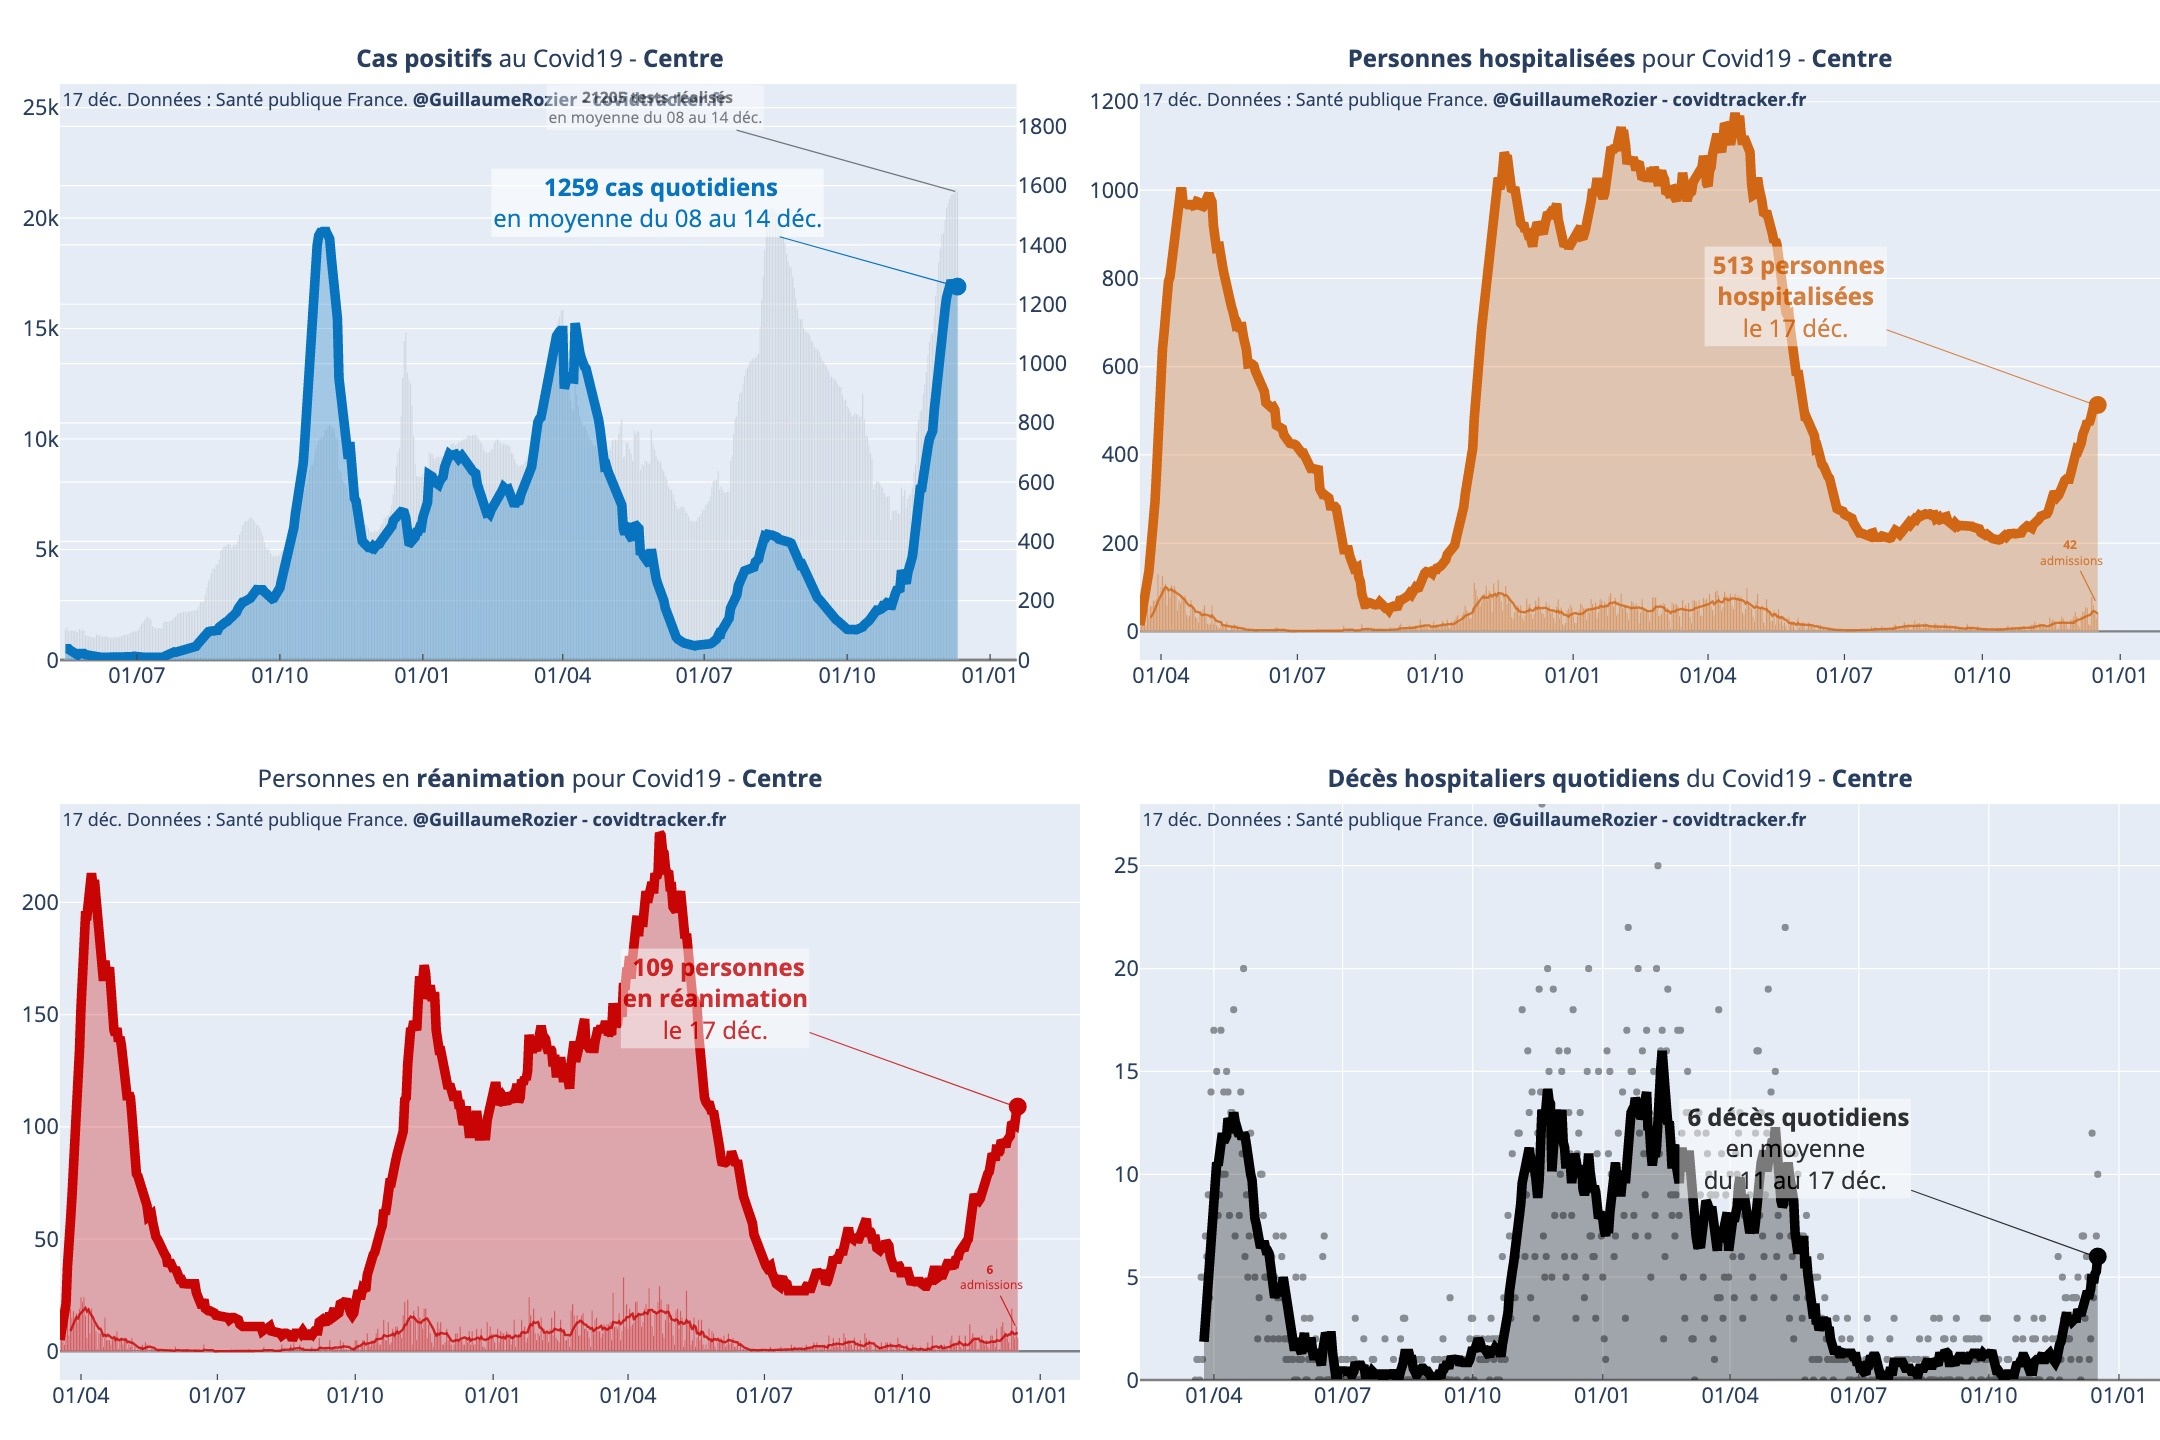 Cas positifs au Covid19 - Centre
17 déc. Données : Santé publique France. @GuillaumeRozier - covidtracker.fr
21205 tests réalisés
en moyenne du 08 au 14 déc.
1259 cas quotidiens
en moyenne du 08 au 14 déc.
25k
20k
15k
10k
5k
0
1800
1600
1400
1200
1000
800
600
400
200
0
01/07 01/10 01/01 01/04 01/07 01/10 01/01
Personnes hospitalisées pour Covid19 - Centre
17 déc. Données : Santé publique France. @GuillaumeRozier - covidtracker.fr
1200
1000
800
600
400
200
0
513 personnes
hospitalisées
le 17 déc.
42
admissions
01/04 01/07 01/10 01/01 01/04 01/07 01/10 01/01
Personnes en réanimation pour Covid19 - Centre
17 déc. Données : Santé publique France. @GuillaumeRozier - covidtracker.fr
200
150
100
50
0
109 personnes
en réanimation
le 17 déc.
6
admissions
01/04 01/07 01/10 01/01 01/04 01/07 01/10 01/01
Décès hospitaliers quotidiens du Covid19 - Centre
17 déc. Données : Santé publique France. @GuillaumeRozier - covidtracker.fr
25
20
15
10
5
0
6 décès quotidiens
en moyenne
du 11 au 17 déc.
01/04 01/07 01/10 01/01 01/04 01/07 01/10 01/01